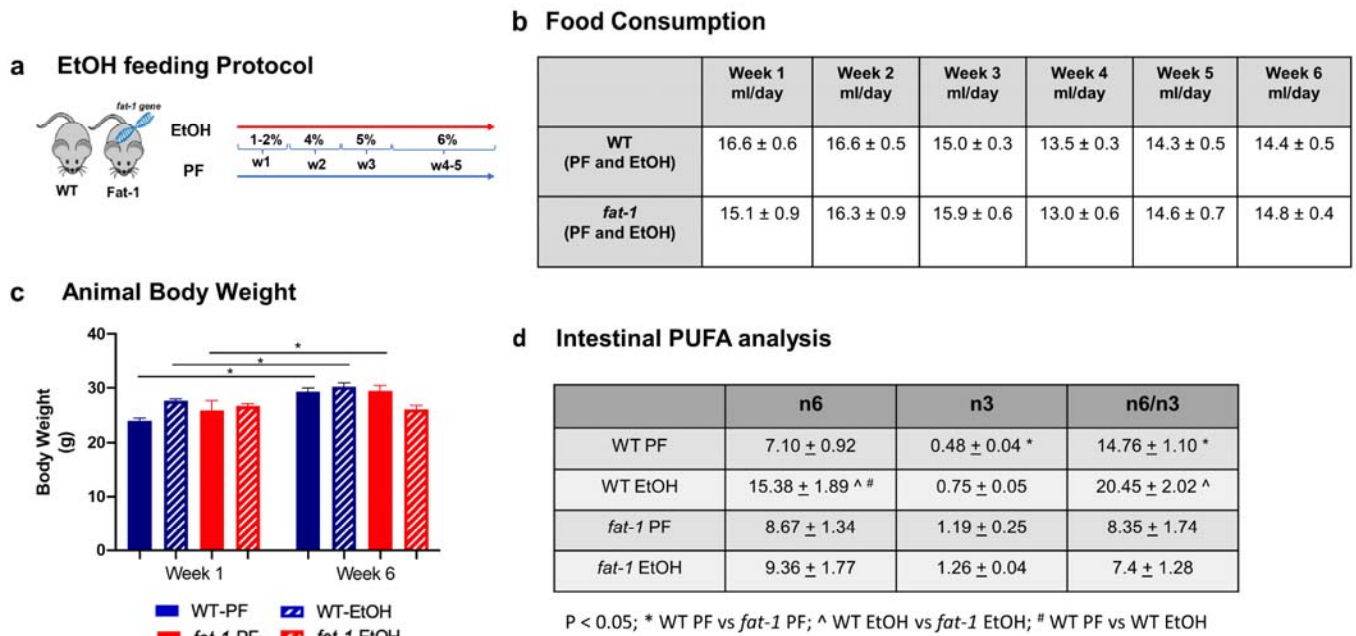 a EtOH feeding Protocol
fat-1 gene
EtOH
1-2% 4% 5% 6%
w1 w2 w3 w4-5
PF
WT Fat-1
b Food Consumption
Week 1 ml/day Week 2 ml/day Week 3 ml/day Week 4 ml/day Week 5 ml/day Week 6 ml/day
WT (PF and EtOH) 16.6 ± 0.6 16.6 ± 0.5 15.0 ± 0.3 13.5 ± 0.3 14.3 ± 0.5 14.4 ± 0.5
fat-1 (PF and EtOH) 15.1 ± 0.9 16.3 ± 0.9 15.9 ± 0.6 13.0 ± 0.6 14.6 ± 0.7 14.8 ± 0.4
c Animal Body Weight
Body Weight (g)
40
30
20
10
0
*
*
*
Week 1 Week 6
WT-PF WT-EtOH
fat-1 PF fat-1 EtOH
d Intestinal PUFA analysis
n6 n3 n6/n3
WT PF 7.10 ± 0.92 0.48 ± 0.04 * 14.76 ± 1.10 *
WT EtOH 15.38 ± 1.89 ^ # 0.75 ± 0.05 20.45 ± 2.02 ^
fat-1 PF 8.67 ± 1.34 1.19 ± 0.25 8.35 ± 1.74
fat-1 EtOH 9.36 ± 1.77 1.26 ± 0.04 7.4 ± 1.28
P < 0.05; * WT PF vs fat-1 PF; ^ WT EtOH vs fat-1 EtOH; # WT PF vs WT EtOH